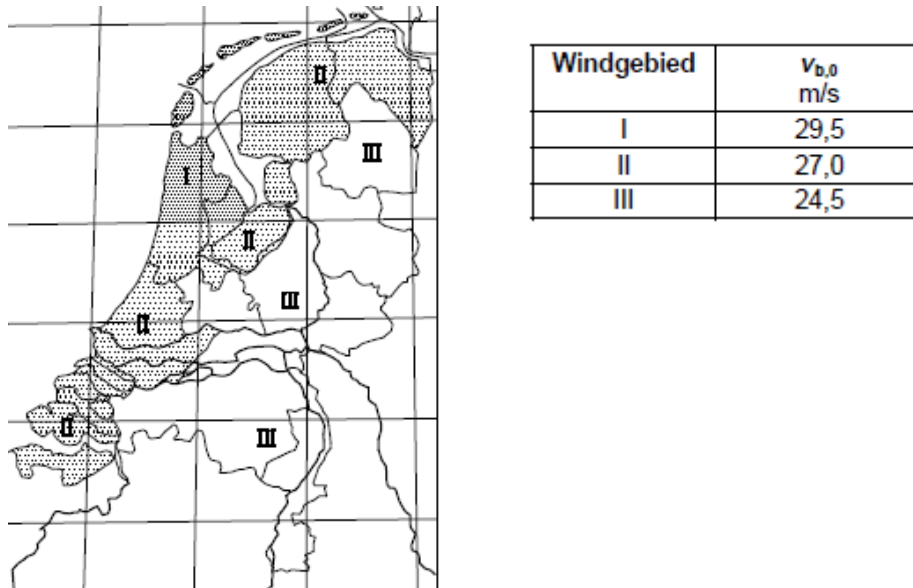 II
III
I
II
III
II
II
III
Windgebied v_b,0
m/s
I 29,5
II 27,0
III 24,5